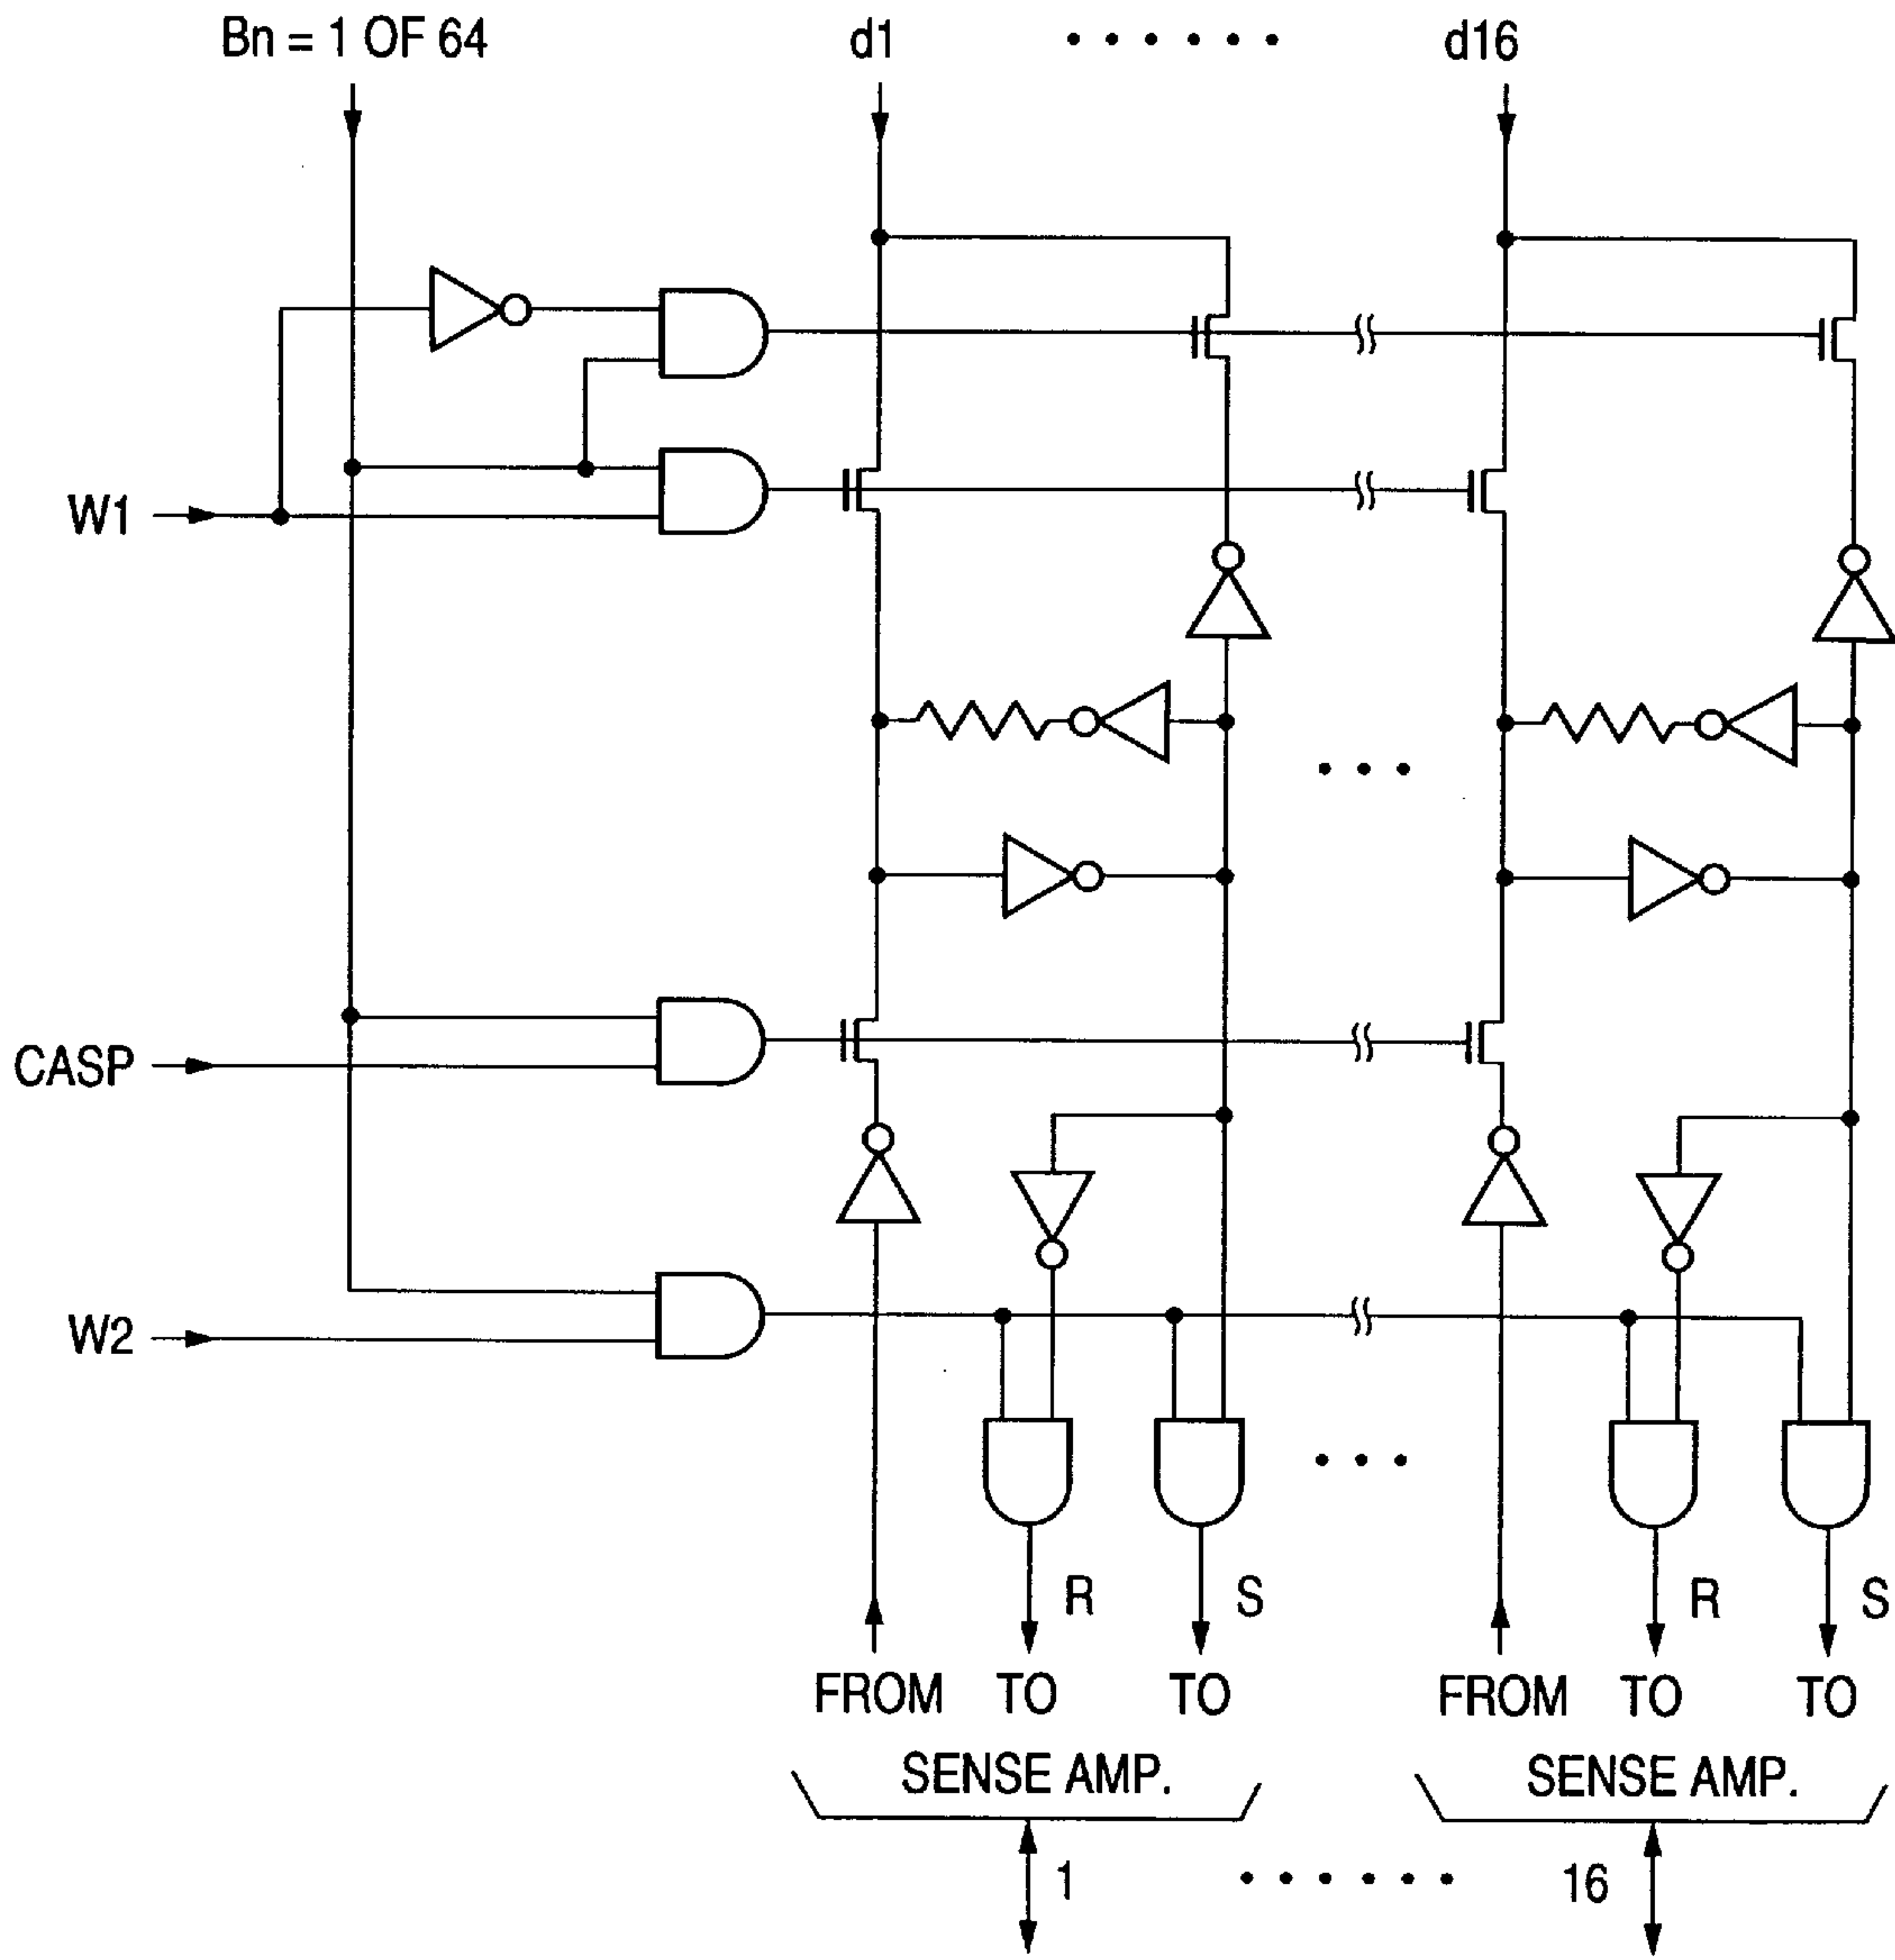 Bn = 1 OF 64 d1 ...... d16
W1
...
CASP
W2
...
R S R S
FROM TO TO FROM TO TO
SENSE AMP. SENSE AMP.
1 ...... 16